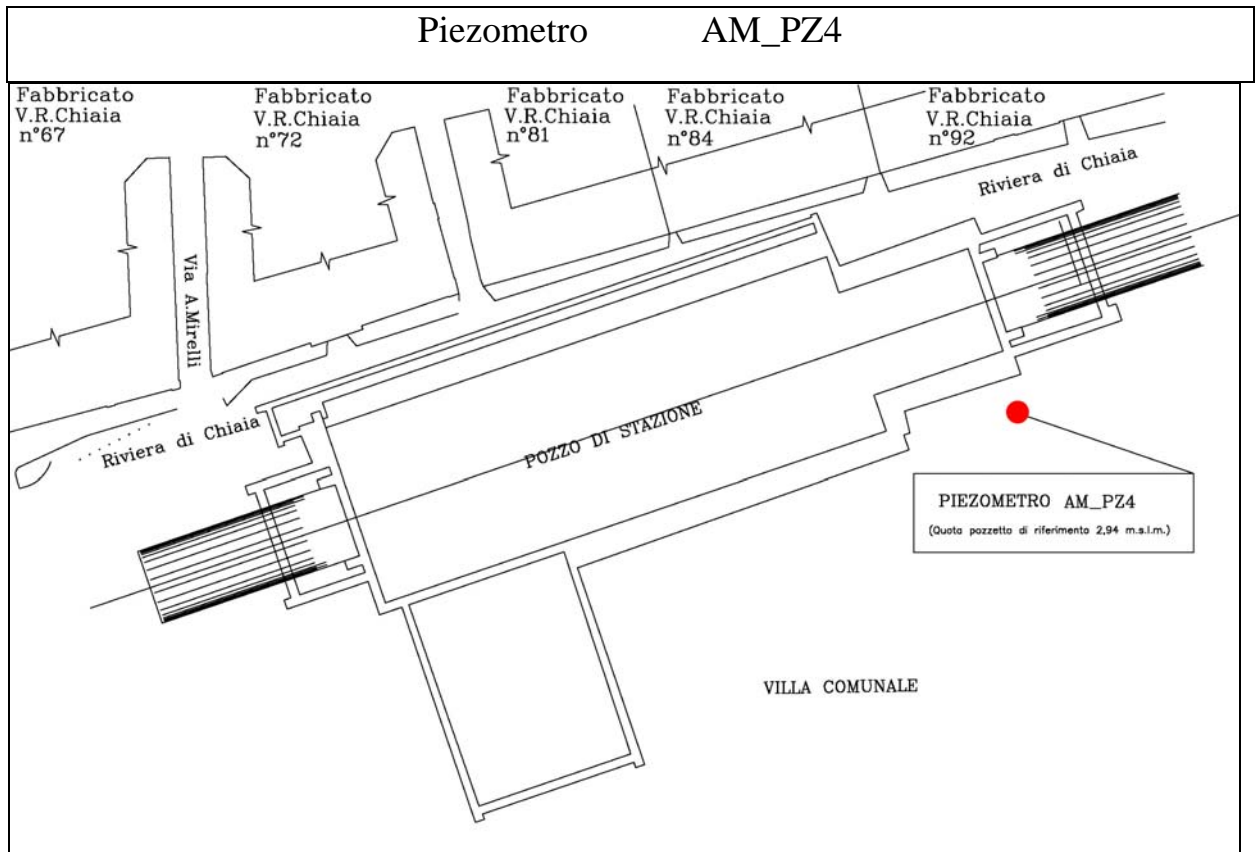 Piezometro AM_PZ4
Fabbricato
V.R.Chiaia
n°67
Fabbricato
V.R.Chiaia
n°72
Fabbricato
V.R.Chiaia
n°81
Fabbricato
V.R.Chiaia
n°84
Fabbricato
V.R.Chiaia
n°92
Riviera di Chiaia
Via A.Mirelli
Riviera di Chiaia
POZZO DI STAZIONE
PIEZOMETRO AM_PZ4
(Quota pozzetto di riferimento 2,94 m.s.l.m.)
VILLA COMUNALE